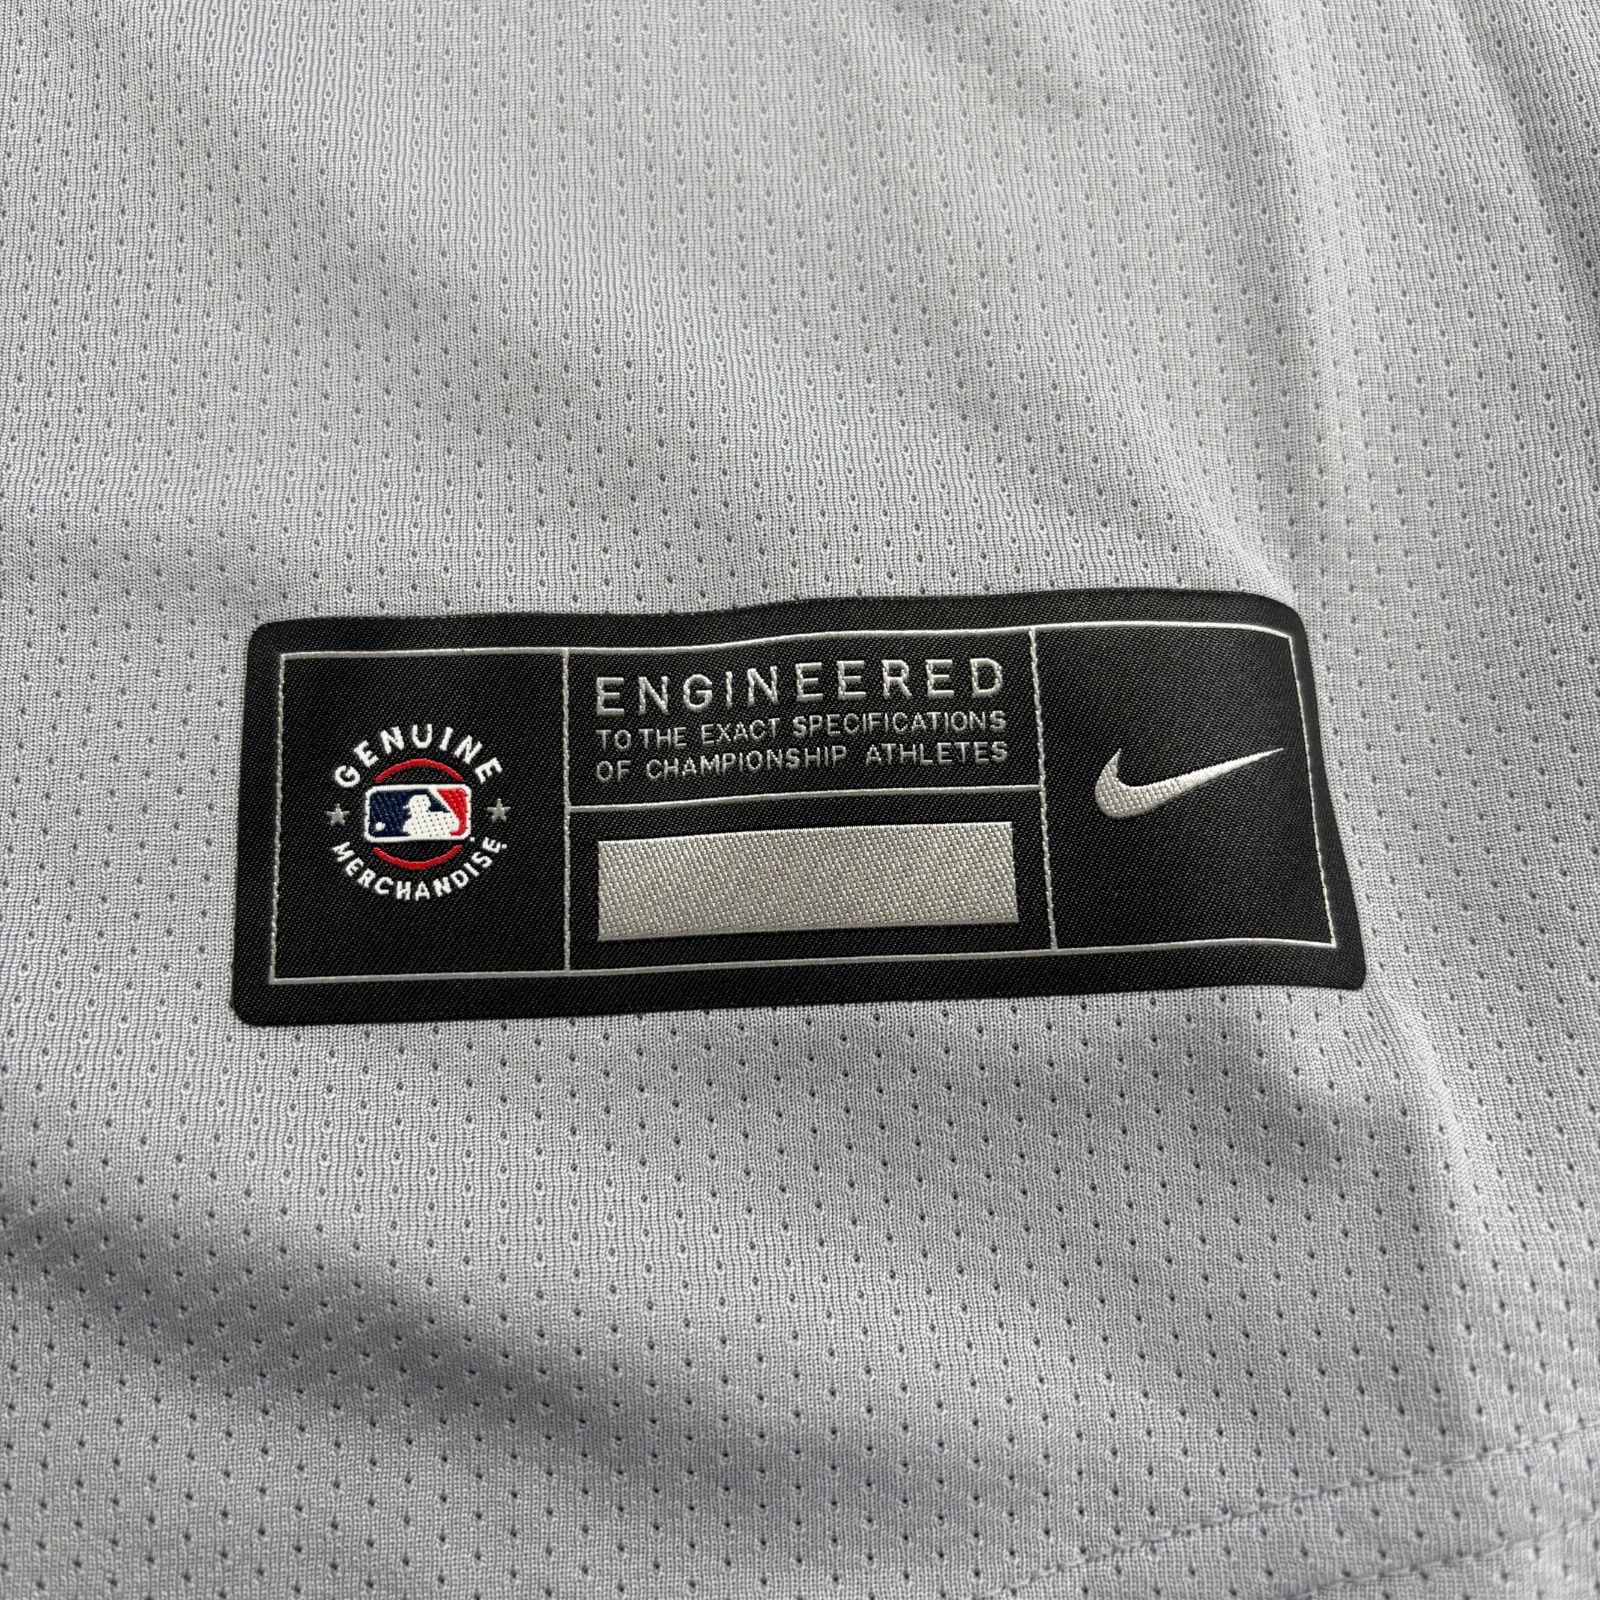 GENUINE
MERCHANDISE
ENGINEERED
TO THE EXACT SPECIFICATIONS
OF CHAMPIONSHIP ATHLETES